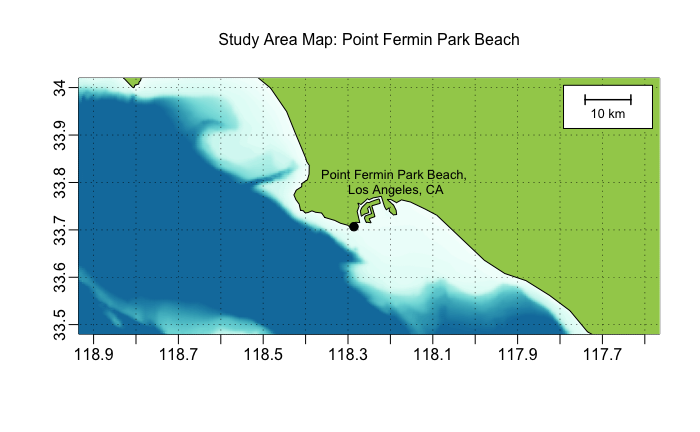 Study Area Map: Point Fermin Park Beach
34
33.9
33.8
33.7
33.6
33.5
10 km
Point Fermin Park Beach,
Los Angeles, CA
118.9 118.7 118.5 118.3 118.1 117.9 117.7